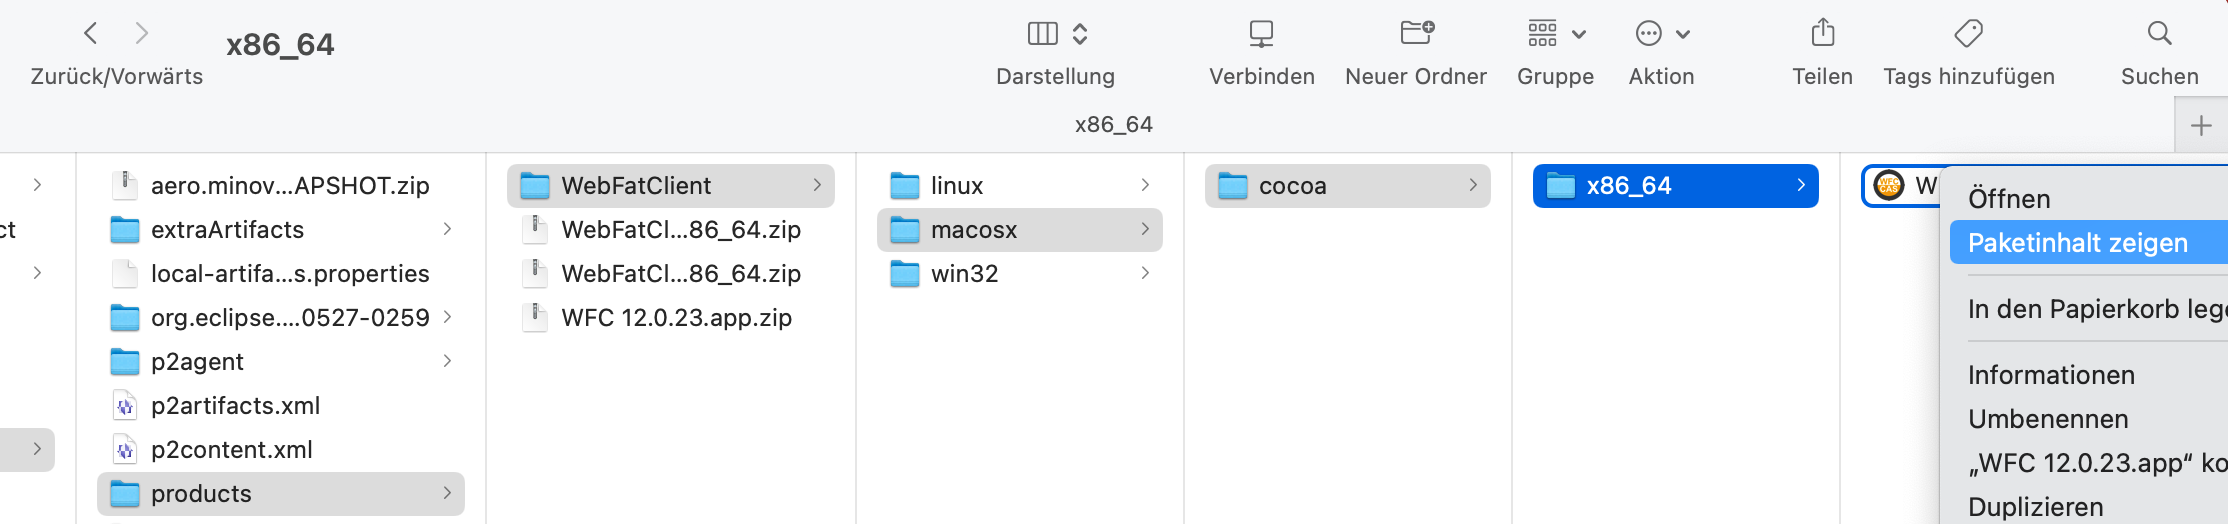 x86_64
Zurück/Vorwärts
Darstellung
Verbinden
Neuer Ordner
Gruppe
Aktion
Teilen
Tags hinzufügen
Suchen
x86_64
ct
aero.minov...APSHOT.zip
extraArtifacts
local-artifa...s.properties
org.eclipse....0527-0259
p2agent
p2artifacts.xml
p2content.xml
products
WebFatClient
WebFatCl...86_64.zip
WebFatCl...86_64.zip
WFC 12.0.23.app.zip
linux
macosx
win32
cocoa
x86_64
WFC
CAS
W
Öffnen
Paketinhalt zeigen
In den Papierkorb lege
Informationen
Umbenennen
„WFC 12.0.23.app“ ko
Duplizieren